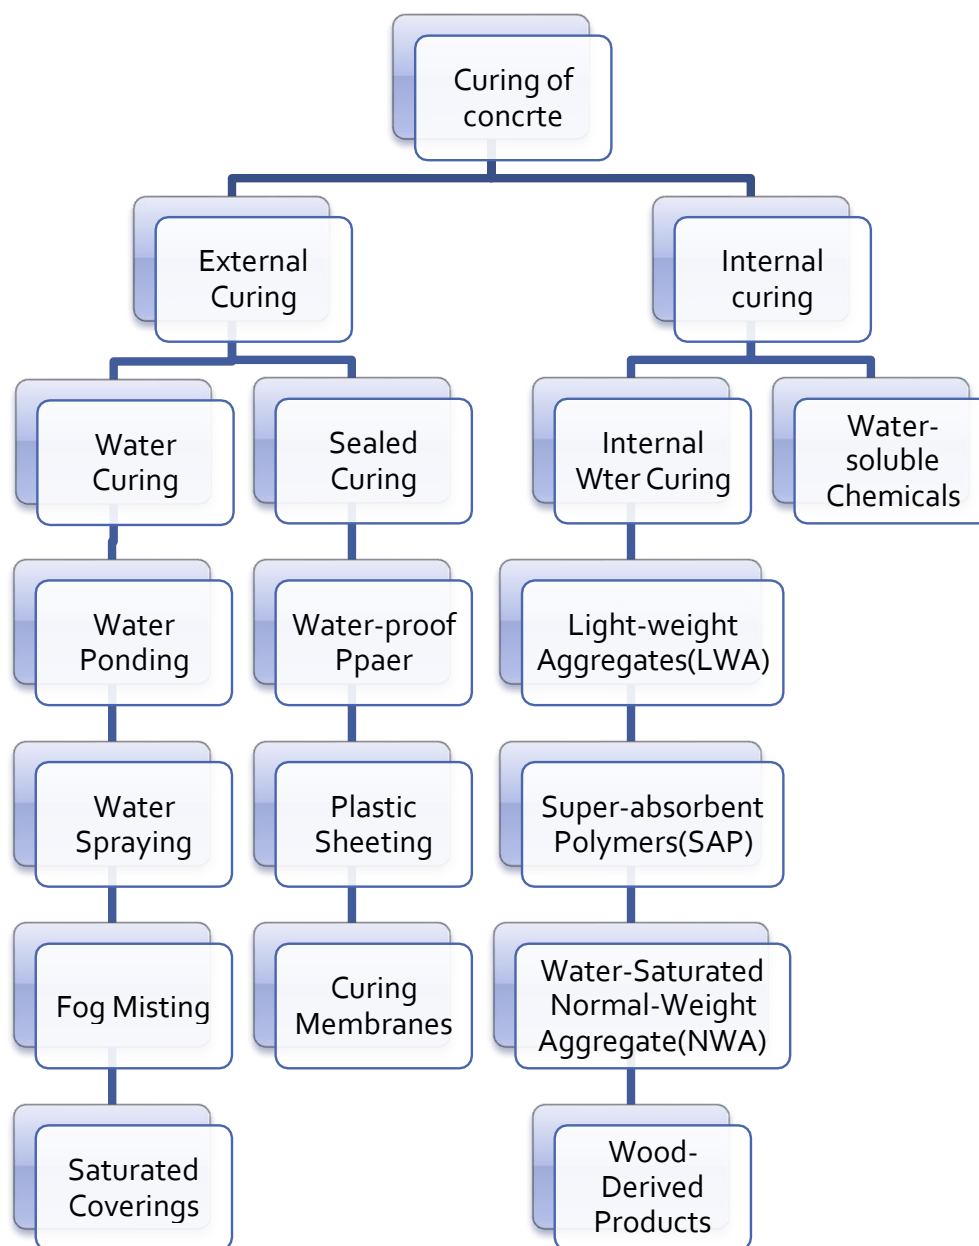 Curing of
concrte
External
Curing
Internal
curing
Water
Curing
Sealed
Curing
Internal
Wter Curing
Water-
soluble
Chemicals
Water
Ponding
Water-proof
Ppaer
Light-weight
Aggregates(LWA)
Water
Spraying
Plastic
Sheeting
Super-absorbent
Polymers(SAP)
Fog Misting
Curing
Membranes
Water-Saturated
Normal-Weight
Aggregate(NWA)
Saturated
Coverings
Wood-
Derived
Products